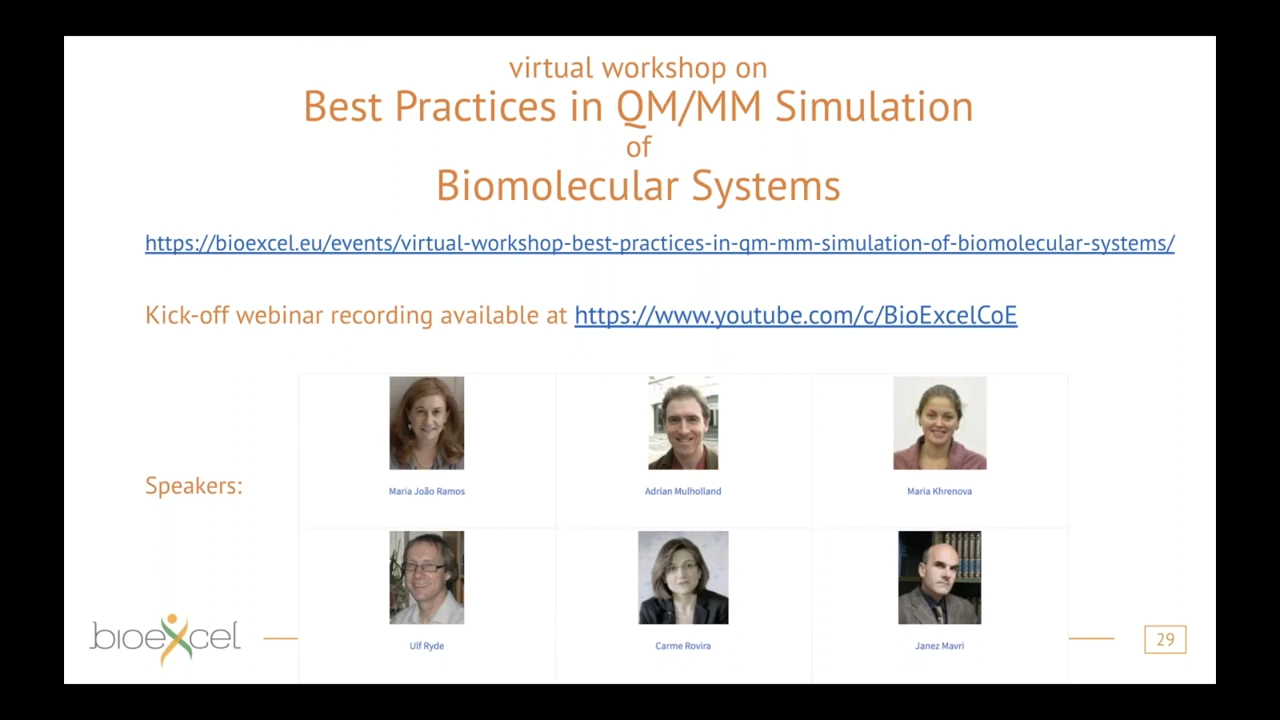 virtual workshop on
Best Practices in QM/MM Simulation
of
Biomolecular Systems
https://bioexcel.eu/events/virtual-workshop-best-practices-in-qm-mm-simulation-of-biomolecular-systems/
Kick-off webinar recording available at https://www.youtube.com/c/BioExcelCoE
Speakers:
Maria João Ramos
Adrian Mulholland
Maria Khrenova
Ulf Ryde
Carme Rovira
Janez Mavri
bioexcel
29